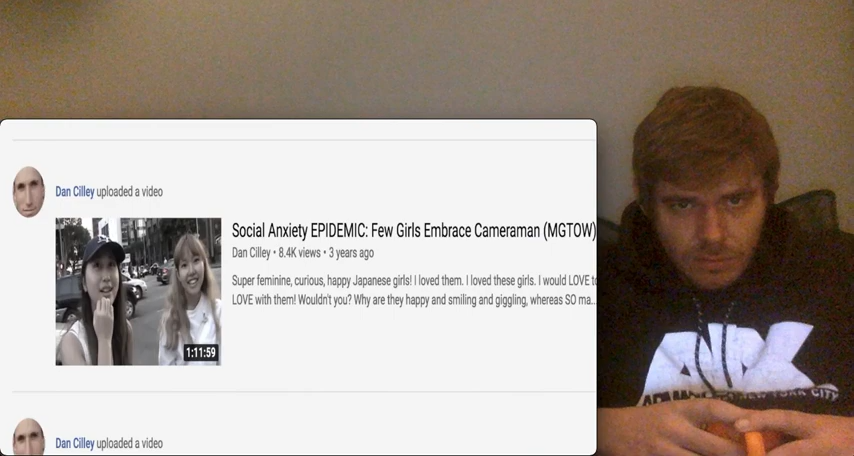 Dan Cilley uploaded a video
Social Anxiety EPIDEMIC: Few Girls Embrace Cameraman (MGTOW)
Dan Cilley • 8.4K views • 3 years ago
Super feminine, curious, happy Japanese girls! I loved them. I loved these girls. I would LOVE to
LOVE with them! Wouldn't you? Why are they happy and smiling and giggling, whereas SO ma...
1:11:59
Dan Cilley uploaded a video
NEW YORK CITY